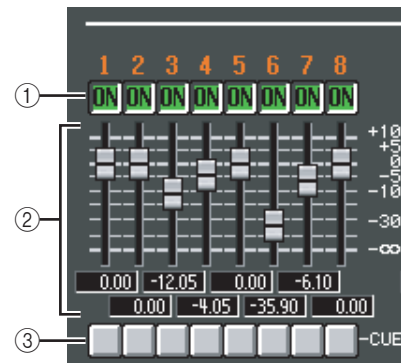 1 2 3 4 5 6 7 8
① ON ON ON ON ON ON ON ON
+10
+5
0
-5
-10
②
-30
-∞
0.00 -12.05 0.00 -6.10
0.00 -4.05 -35.90 0.00
③ -CUE